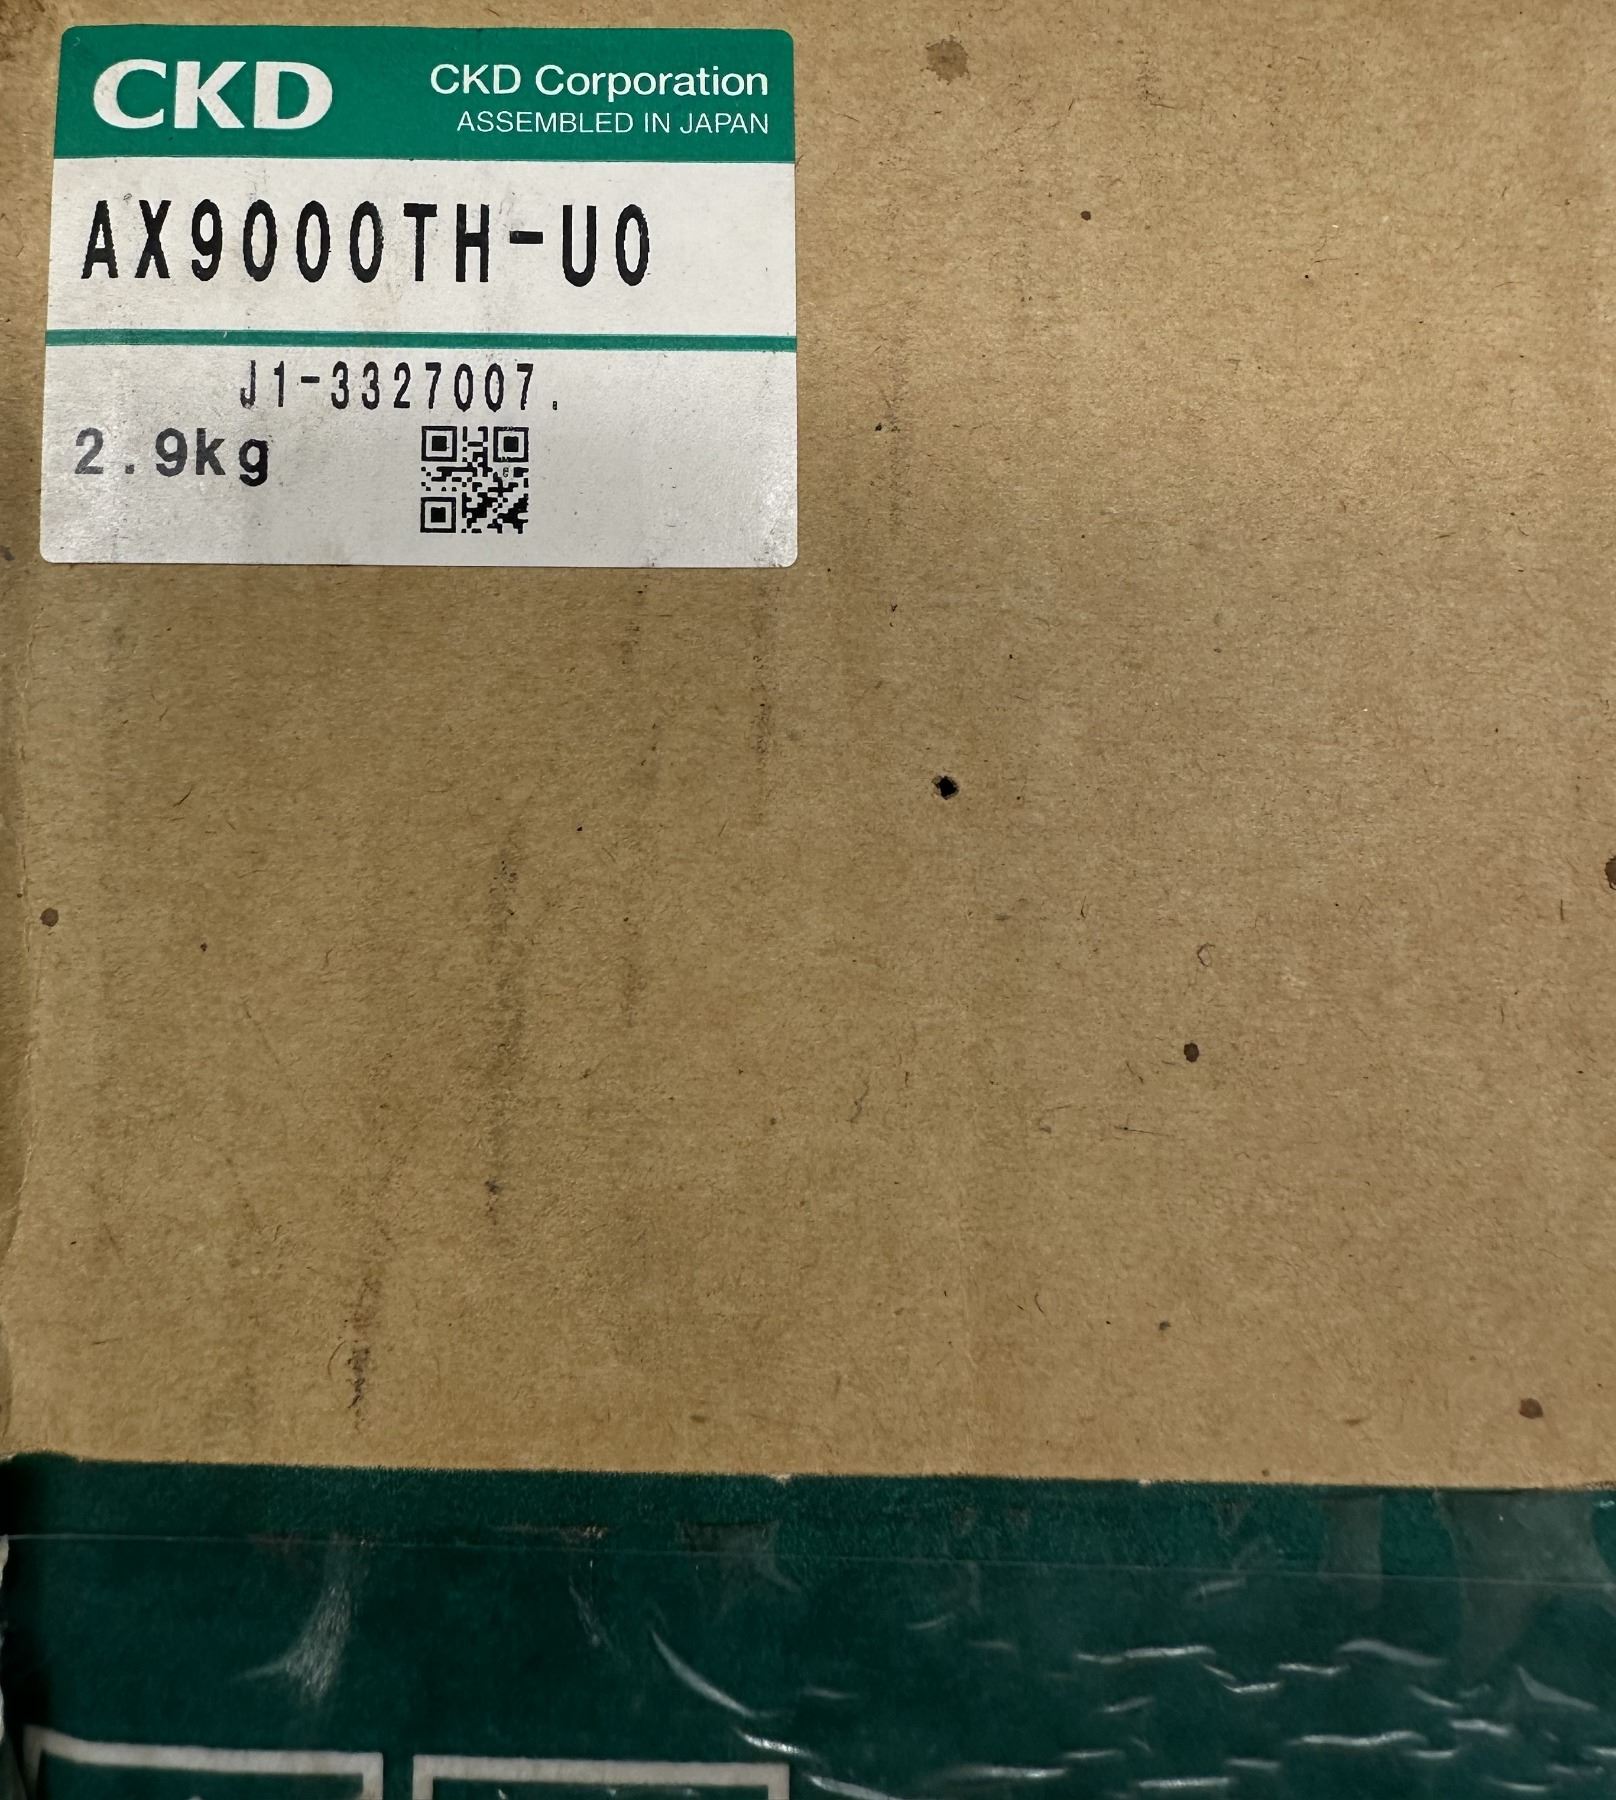 CKD
CKD Corporation
ASSEMBLED IN JAPAN
AX9000TH-U0
J1-3327007.
2.9kg